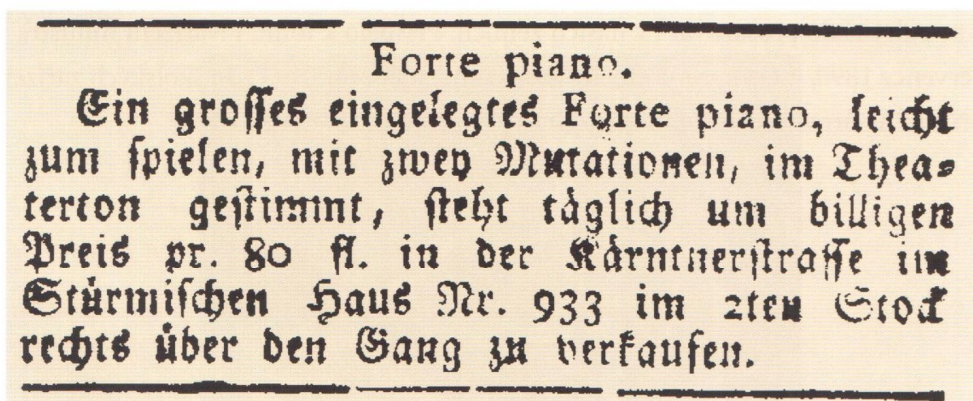 Forte piano.
Ein grosses eingelegtes Forte piano, leicht
zum spielen, mit zwey Mutationen, im Thea-
terton gestimmt, steht täglich um billigen
Preis pr. 80 fl. in der Kärntnerstrasse im
Stürmischen Haus Nr. 933 im 2ten Stock
rechts über den Gang zu verkaufen.